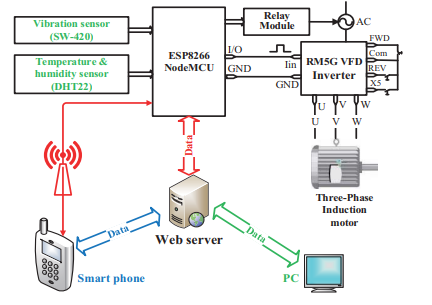 Vibration sensor
(SW-420)
Temperature &
humidity sensor
(DHT22)
ESP8266
NodeMCU
I/O
GND
Relay
Module
AC
Iin
GND
RM5G VFD
Inverter
FWD
Com
REV
X5
U V W
U V W
Three-Phase
Induction
motor
Data
Web server
Data
Data
Smart phone
PC